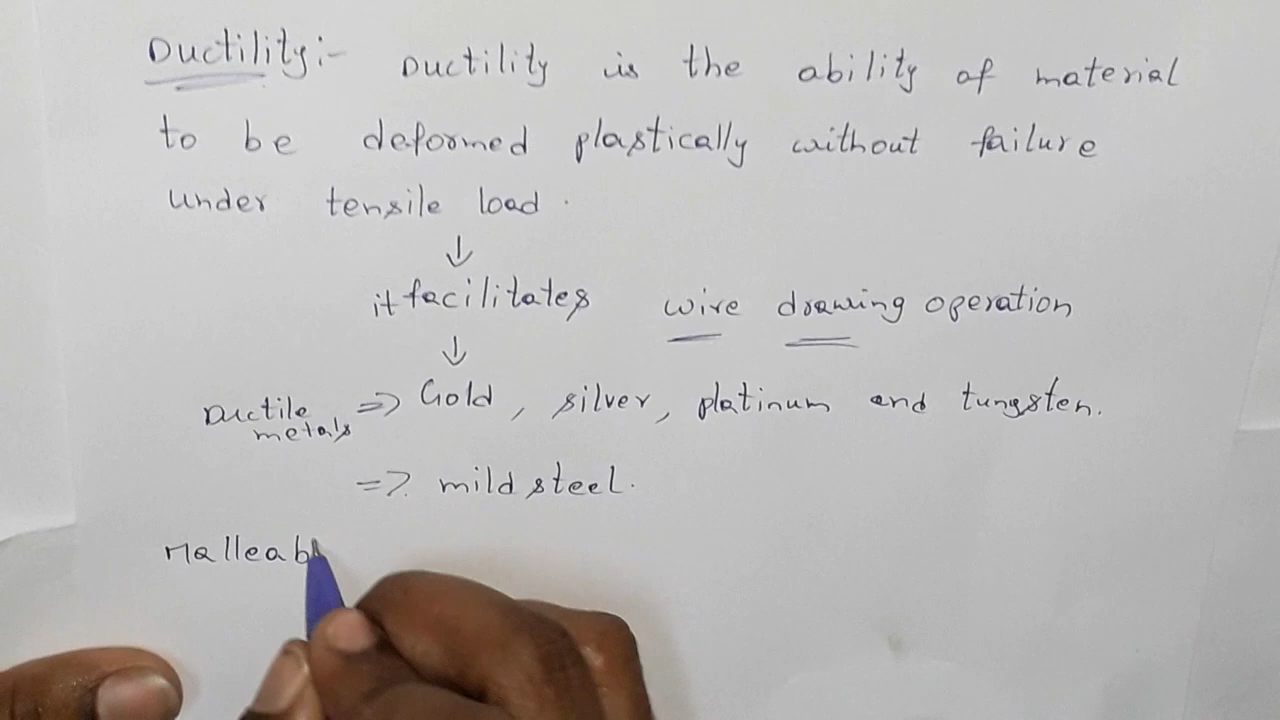 Ductility:- Ductility is the ability of material
to be deformed plastically without failure
under tensile load.
↓
it facilitates wire drawing operation
↓
Ductile metals => Gold, silver, platinum and tungsten.
=> mild steel.
Malleab